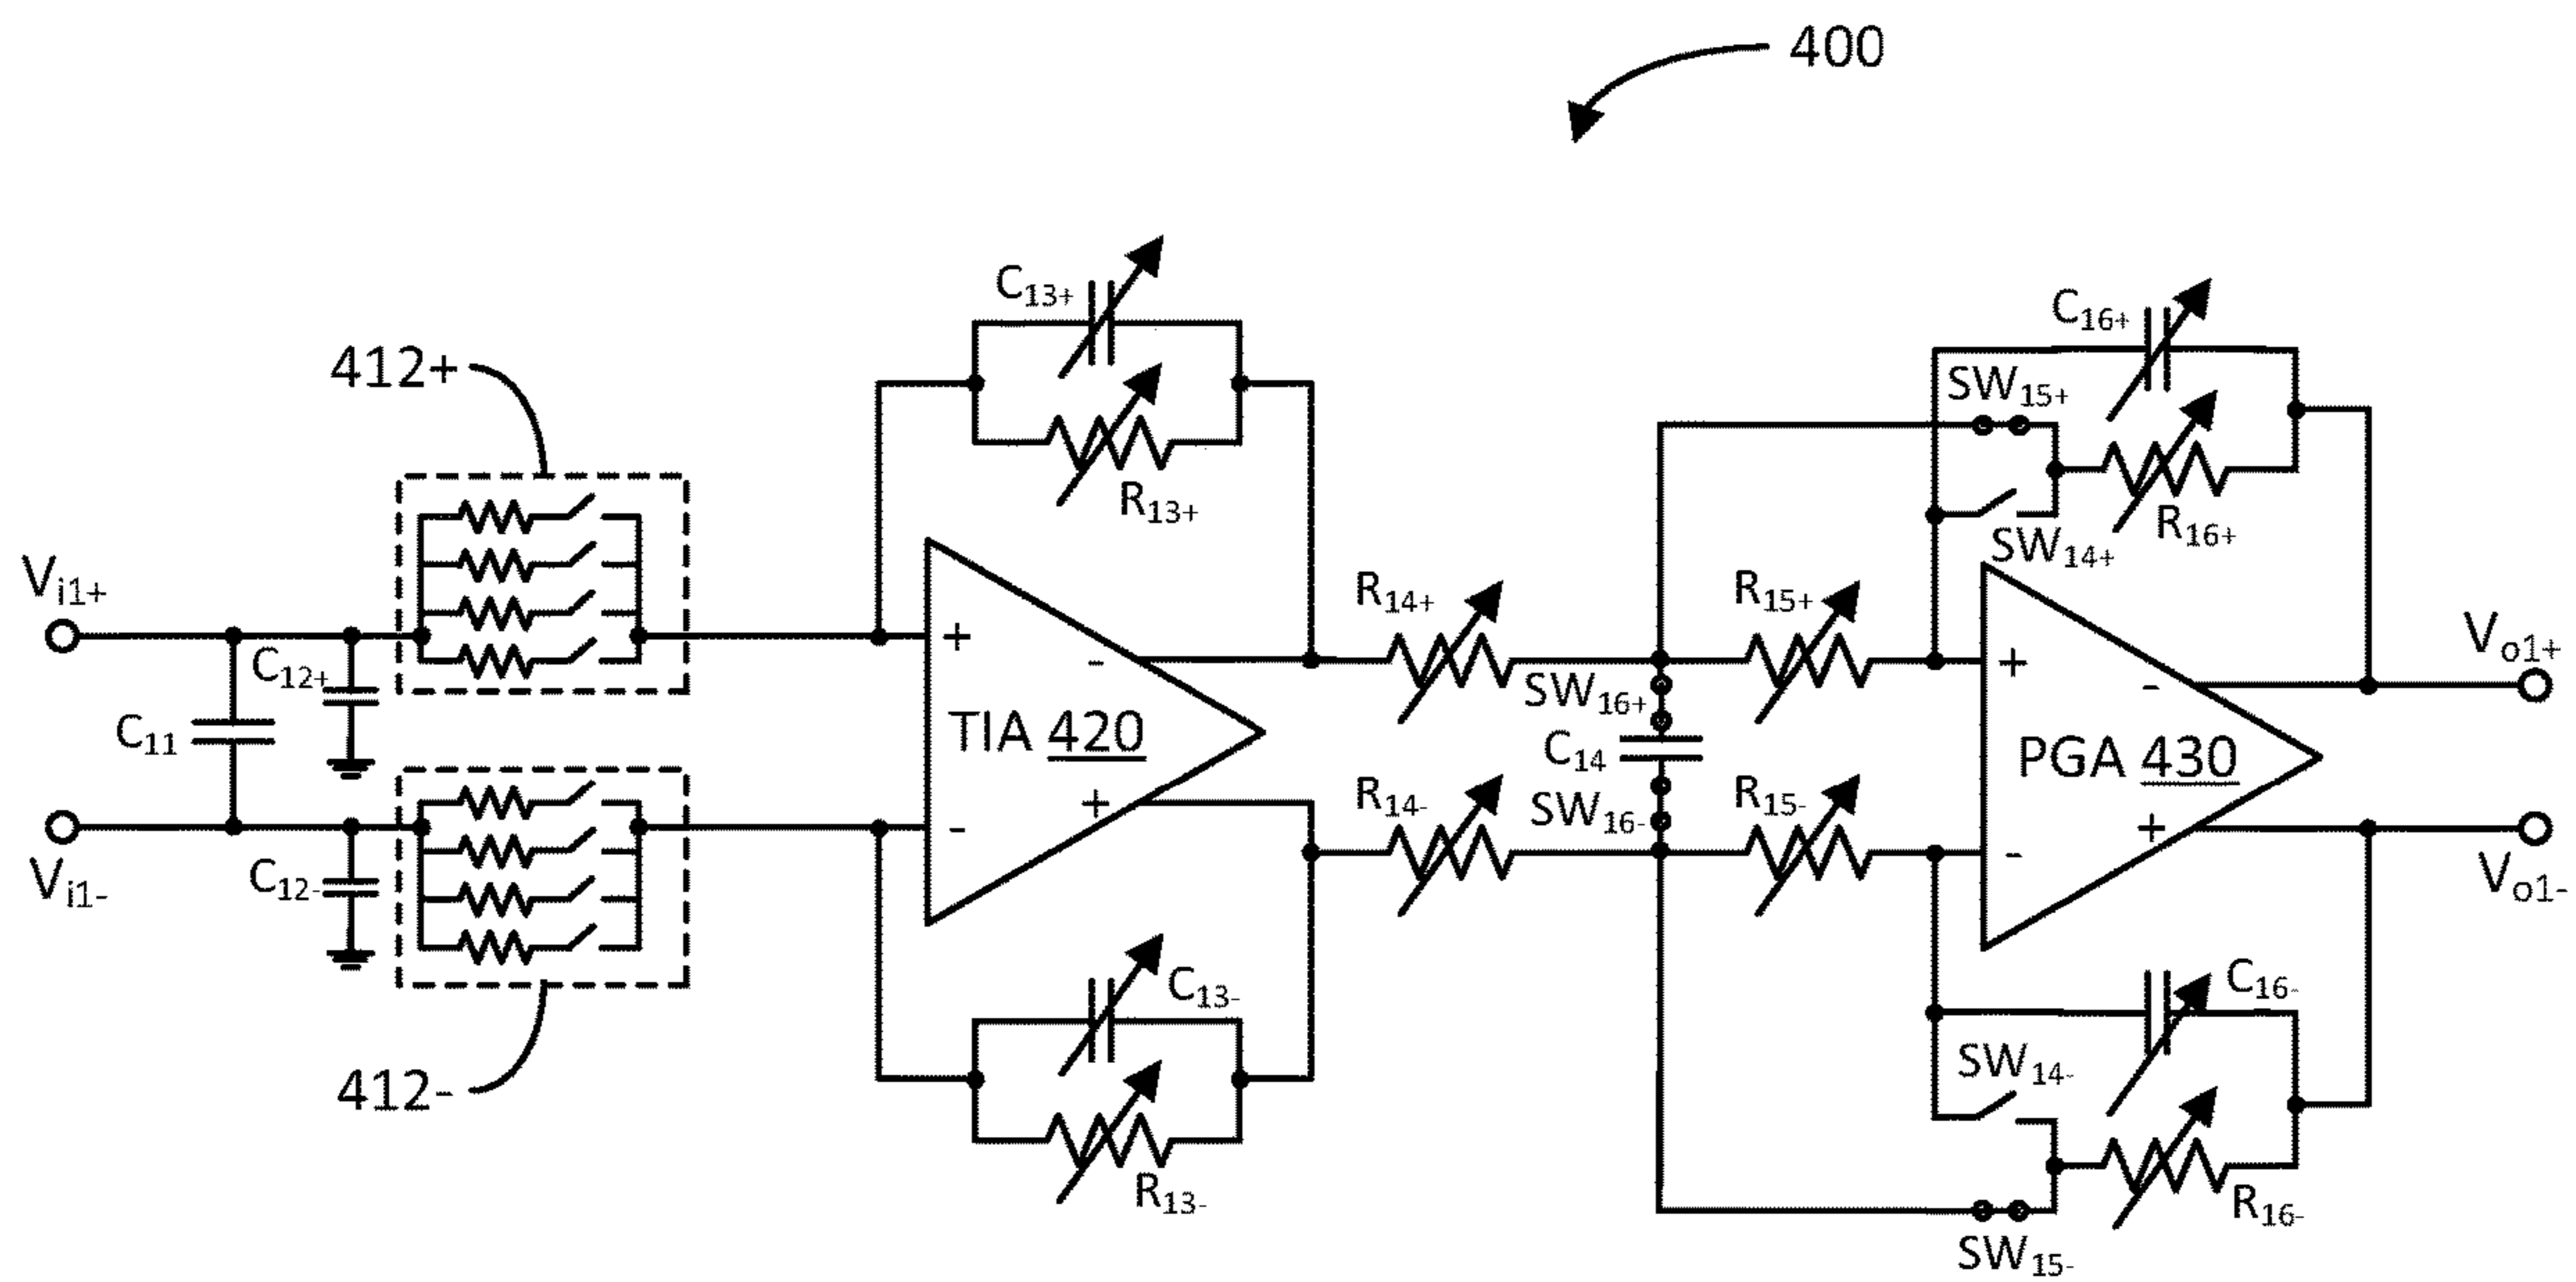 400
C13+
C16+
412+
SW15+
R13+
R16+
SW14+
Vi1+
R14+
R15+
Vo1+
C12+
+
-
+
-
SW16+
C11
TIA 420
C14
PGA 430
R14-
R15-
SW16-
+
-
+
-
Vi1-
C12-
Vo1-
C13-
C16-
SW14-
412-
R13-
R16-
SW15-